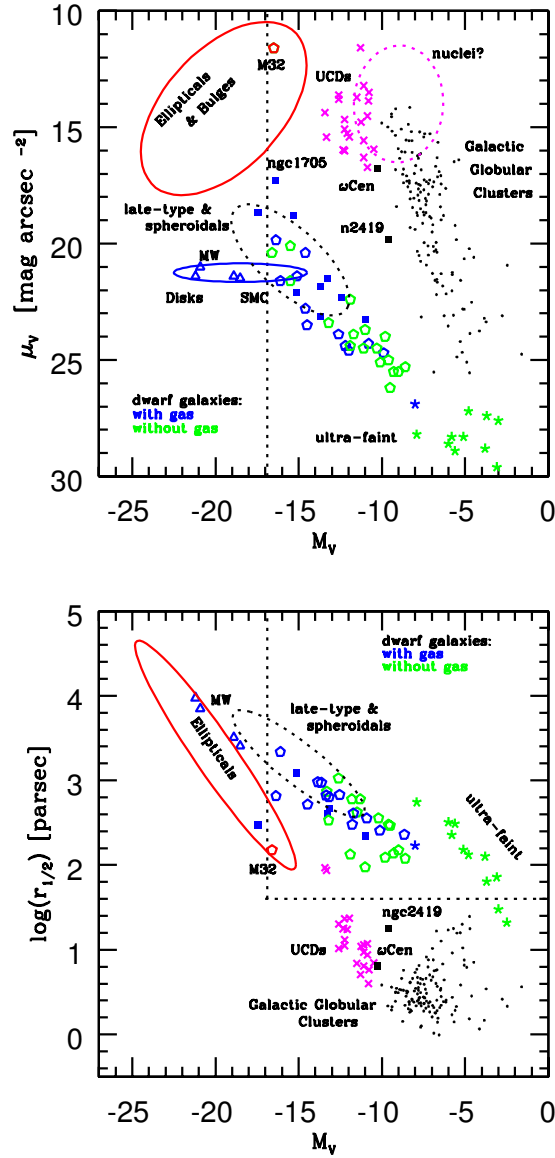 10
15
20
25
30
μV [mag arcsec -2]
Ellipticals
& Bulges
M32
UCDs
nuclei?
ngc1705
ωCen
Galactic
Globular
Clusters
late-type &
spheroidals
n2419
MW
Disks
SMC
dwarf galaxies:
with gas
without gas
ultra-faint
-25 -20 -15 -10 -5 0
MV
5
4
3
2
1
0
log(r1/2) [parsec]
dwarf galaxies:
with gas
without gas
MW
late-type &
spheroidals
Ellipticals
ultra-faint
M32
ngc2419
UCDs
ωCen
Galactic Globular
Clusters
-25 -20 -15 -10 -5 0
MV